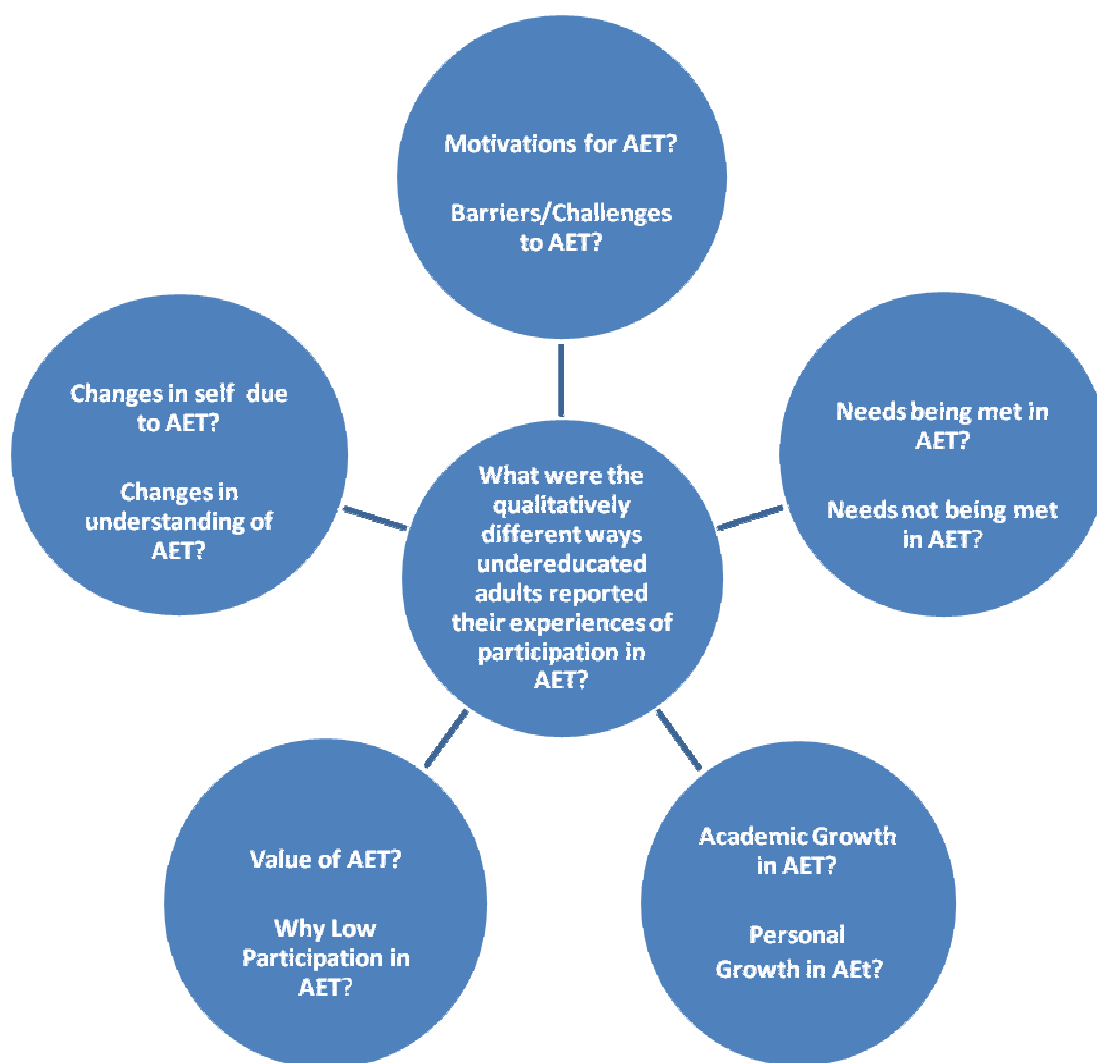 Motivations for AET?
Barriers/Challenges
to AET?
Changes in self due
to AET?
Changes in
understanding of
AET?
Needs being met in
AET?
Needs not being met
in AET?
What were the
qualitatively
different ways
undereducated
adults reported
their experiences of
participation in
AET?
Value of AET?
Why Low
Participation in
AET?
Academic Growth
in AET?
Personal
Growth in AEt?